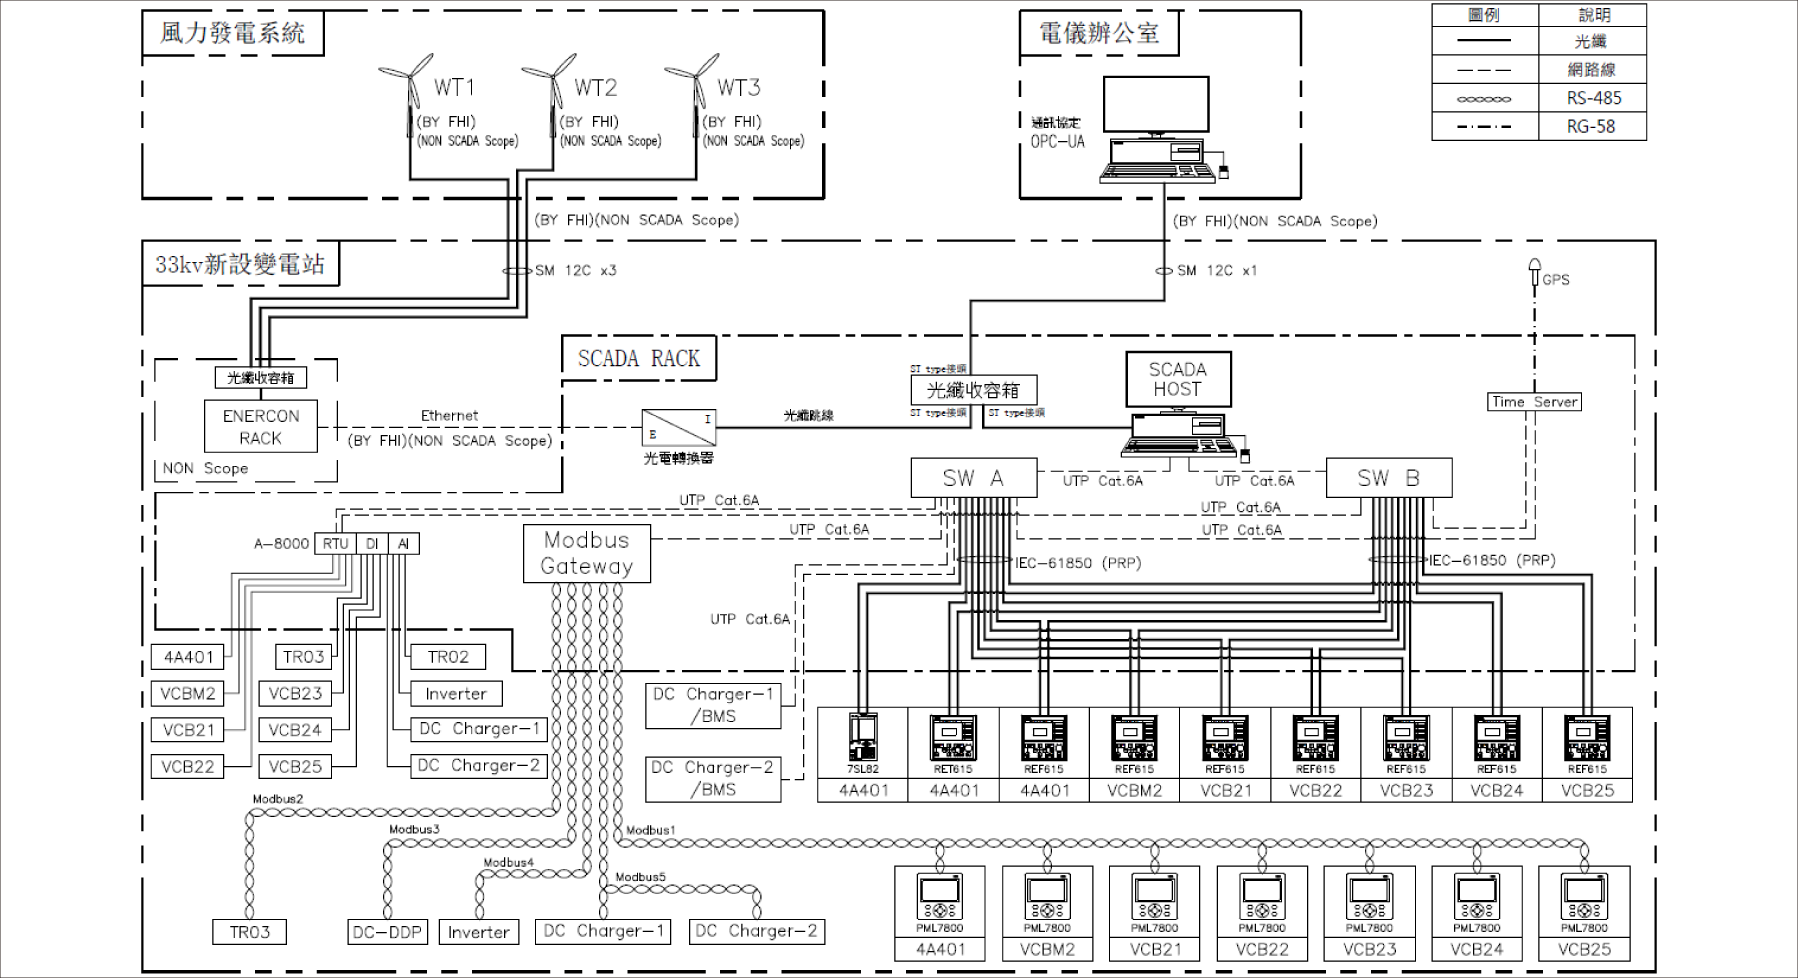 風力發電系統
WT1
(BY FHI)
(NON SCADA Scope)
WT2
(BY FHI)
(NON SCADA Scope)
WT3
(BY FHI)
(NON SCADA Scope)
(BY FHI)(NON SCADA Scope)
電儀辦公室
通訊協定
OPC-UA
(BY FHI)(NON SCADA Scope)
圖例 說明
光纖
網路線
RS-485
RG-58
33kv新設變電站
SM 12C x3
SM 12C x1
GPS
SCADA RACK
光纖收容箱
ENERCON
RACK
NON Scope
Ethernet
(BY FHI)(NON SCADA Scope)
E
I
光電轉換器
光纖跳線
ST type接頭
光纖收容箱
ST type接頭
ST type接頭
SCADA
HOST
Time Server
SW A
SW B
UTP Cat.6A
UTP Cat.6A
UTP Cat.6A
UTP Cat.6A
UTP Cat.6A
UTP Cat.6A
A-8000
RTU
DI
AI
Modbus
Gateway
IEC-61850 (PRP)
IEC-61850 (PRP)
UTP Cat.6A
4A401
TR03
TR02
VCBM2
VCB23
Inverter
VCB21
VCB24
DC Charger-1
VCB22
VCB25
DC Charger-2
DC Charger-1
/BMS
DC Charger-2
/BMS
7SL82
RET615
REF615
REF615
REF615
REF615
REF615
REF615
REF615
4A401
4A401
4A401
VCBM2
VCB21
VCB22
VCB23
VCB24
VCB25
Modbus2
Modbus3
Modbus4
Modbus1
Modbus5
TR03
DC-DDP
Inverter
DC Charger-1
DC Charger-2
PML7800
PML7800
PML7800
PML7800
PML7800
PML7800
PML7800
4A401
VCBM2
VCB21
VCB22
VCB23
VCB24
VCB25